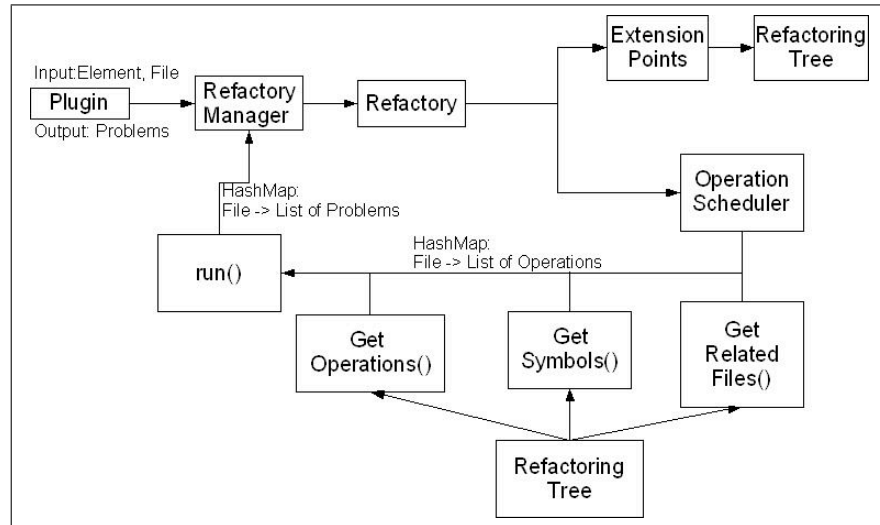 Input:Element, File
Plugin
Output: Problems
Refactory
Manager
Refactory
Extension
Points
Refactoring
Tree
Operation
Scheduler
HashMap:
File -> List of Problems
HashMap:
File -> List of Operations
run()
Get
Operations()
Get
Symbols()
Get
Related
Files()
Refactoring
Tree